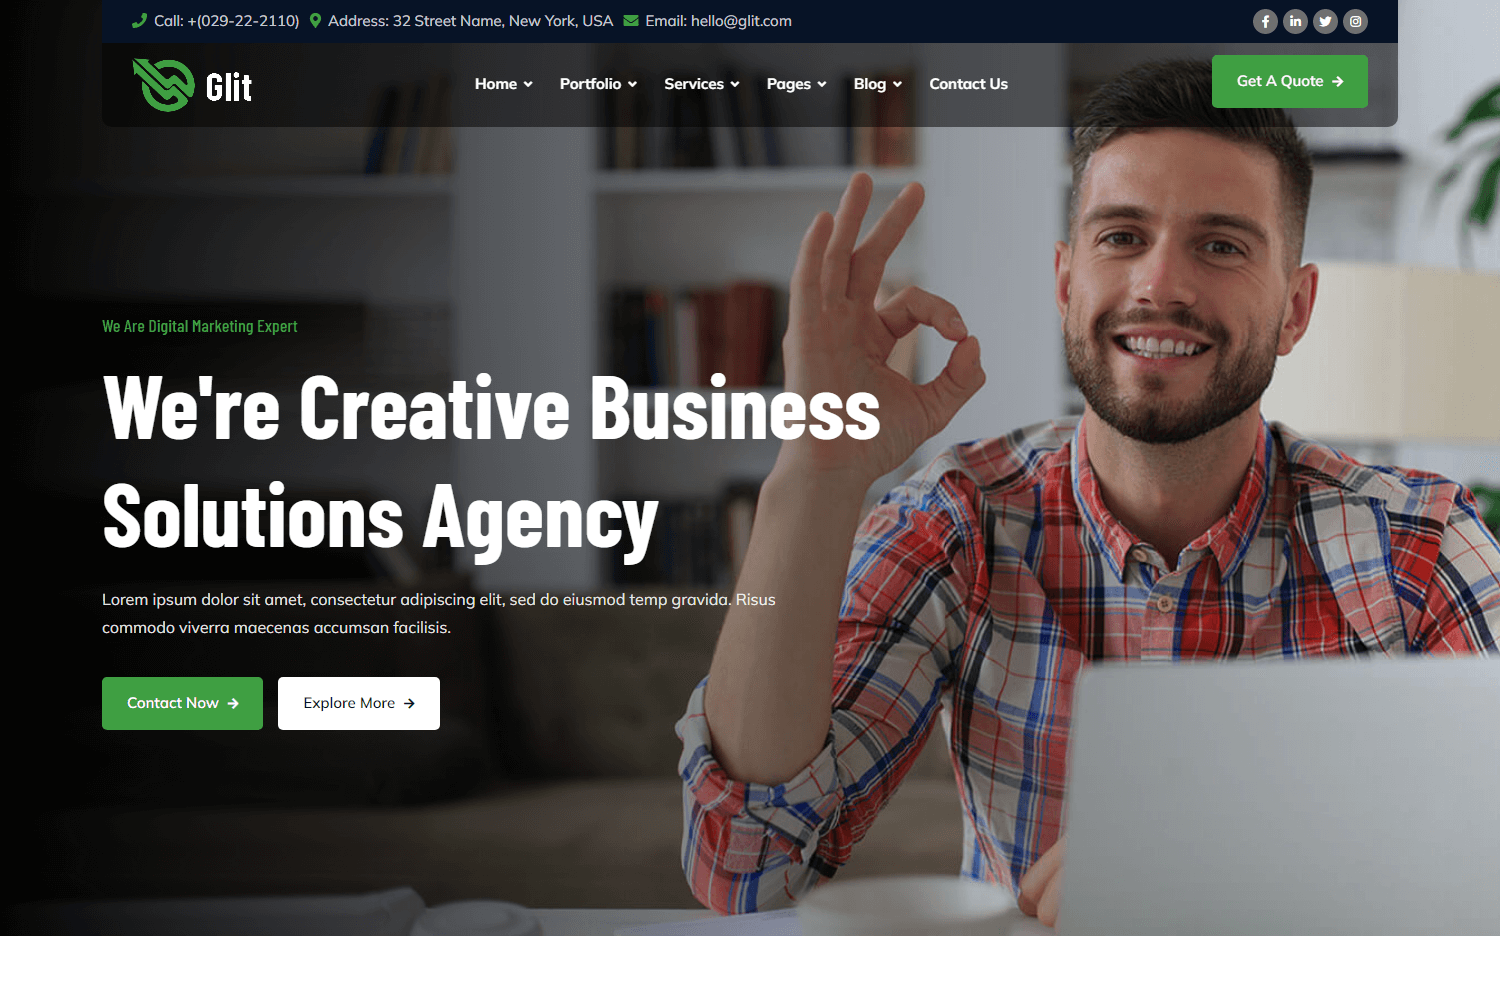 Call: +(029-22-2110) Address: 32 Street Name, New York, USA Email: hello@glit.com
Glit
Home Portfolio Services Pages Blog Contact Us
Get A Quote
We Are Digital Marketing Expert
We're Creative Business
Solutions Agency
Lorem ipsum dolor sit amet, consectetur adipiscing elit, sed do eiusmod temp gravida. Risus
commodo viverra maecenas accumsan facilisis.
Contact Now
Explore More